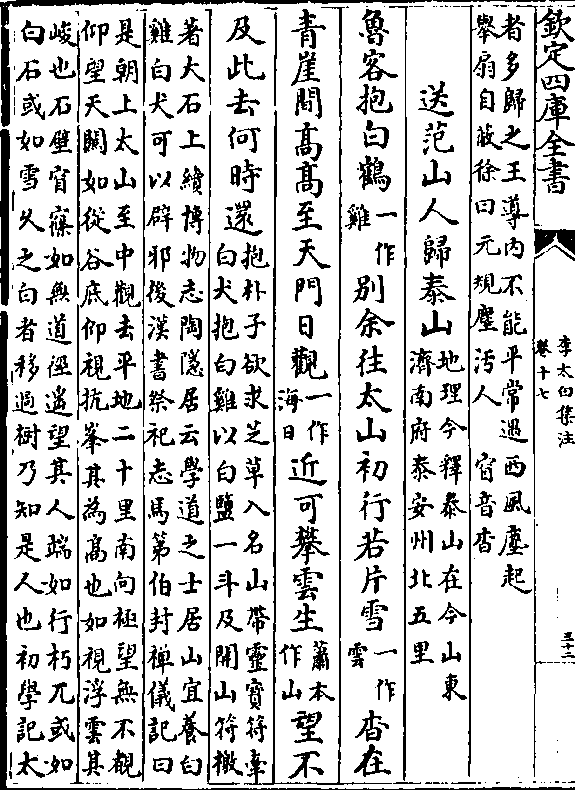 欽定四庫全書
李太白集注
卷十七
三十二
者多歸之王導内不能平常遇西風塵起
舉扇自蔽徐曰元規塵汚人 窅音杳
送范山人歸泰山 地理今釋泰山在今山東
濟南府泰安州北五里
魯客抱白鶴 一作
雞 別余往太山初行若片雪 一作
雲 杳在
青崖間高高至天門日觀 一作
海日 近可攀雲生 蕭本
作山 望不
及此去何時還 抱朴子欲求芝草入名山帶靈寶符牽
白犬抱白雞以白鹽一斗及開山符檄
著大石上續博物志陶隱居云學道之士居山宜養白
雞白犬可以辟邪後漢書祭祀志馬第伯封禪儀記曰
是朝上太山至中觀去平地二十里南向極望無不覩
仰望天關如從谷底仰視抗峯其為高也如視浮雲其
峻也石壁窅窱如無道徑遙望其人端如行朽兀或如
白石或如雪久之白者移過樹乃知是人也初學記太